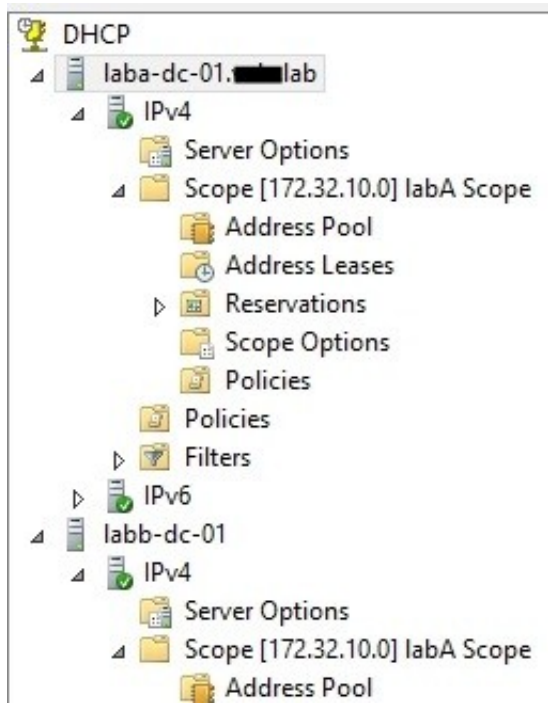 DHCP
laba-dc-01. lab
IPv4
Server Options
Scope [172.32.10.0] labA Scope
Address Pool
Address Leases
Reservations
Scope Options
Policies
Policies
Filters
IPv6
labb-dc-01
IPv4
Server Options
Scope [172.32.10.0] labA Scope
Address Pool